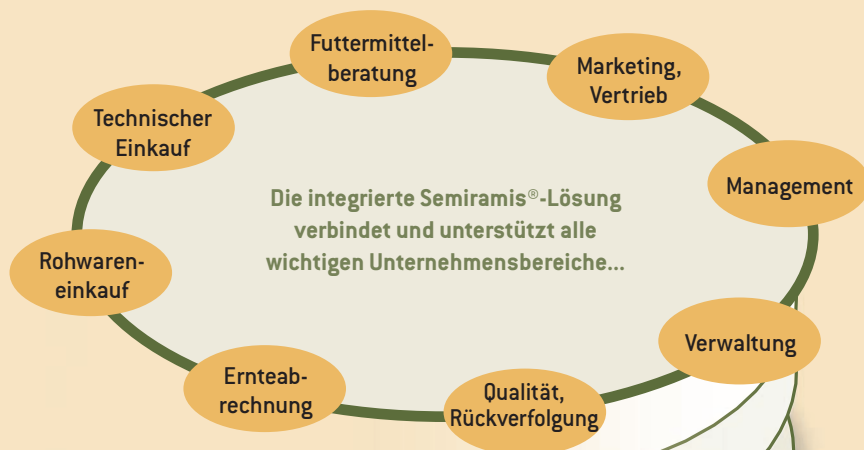 Futtermittel-
beratung
Marketing,
Vertrieb
Technischer
Einkauf
Management
Die integrierte Semiramis®-Lösung
verbindet und unterstützt alle
wichtigen Unternehmensbereiche...
Rohwaren-
einkauf
Verwaltung
Ernteab-
rechnung
Qualität,
Rückverfolgung